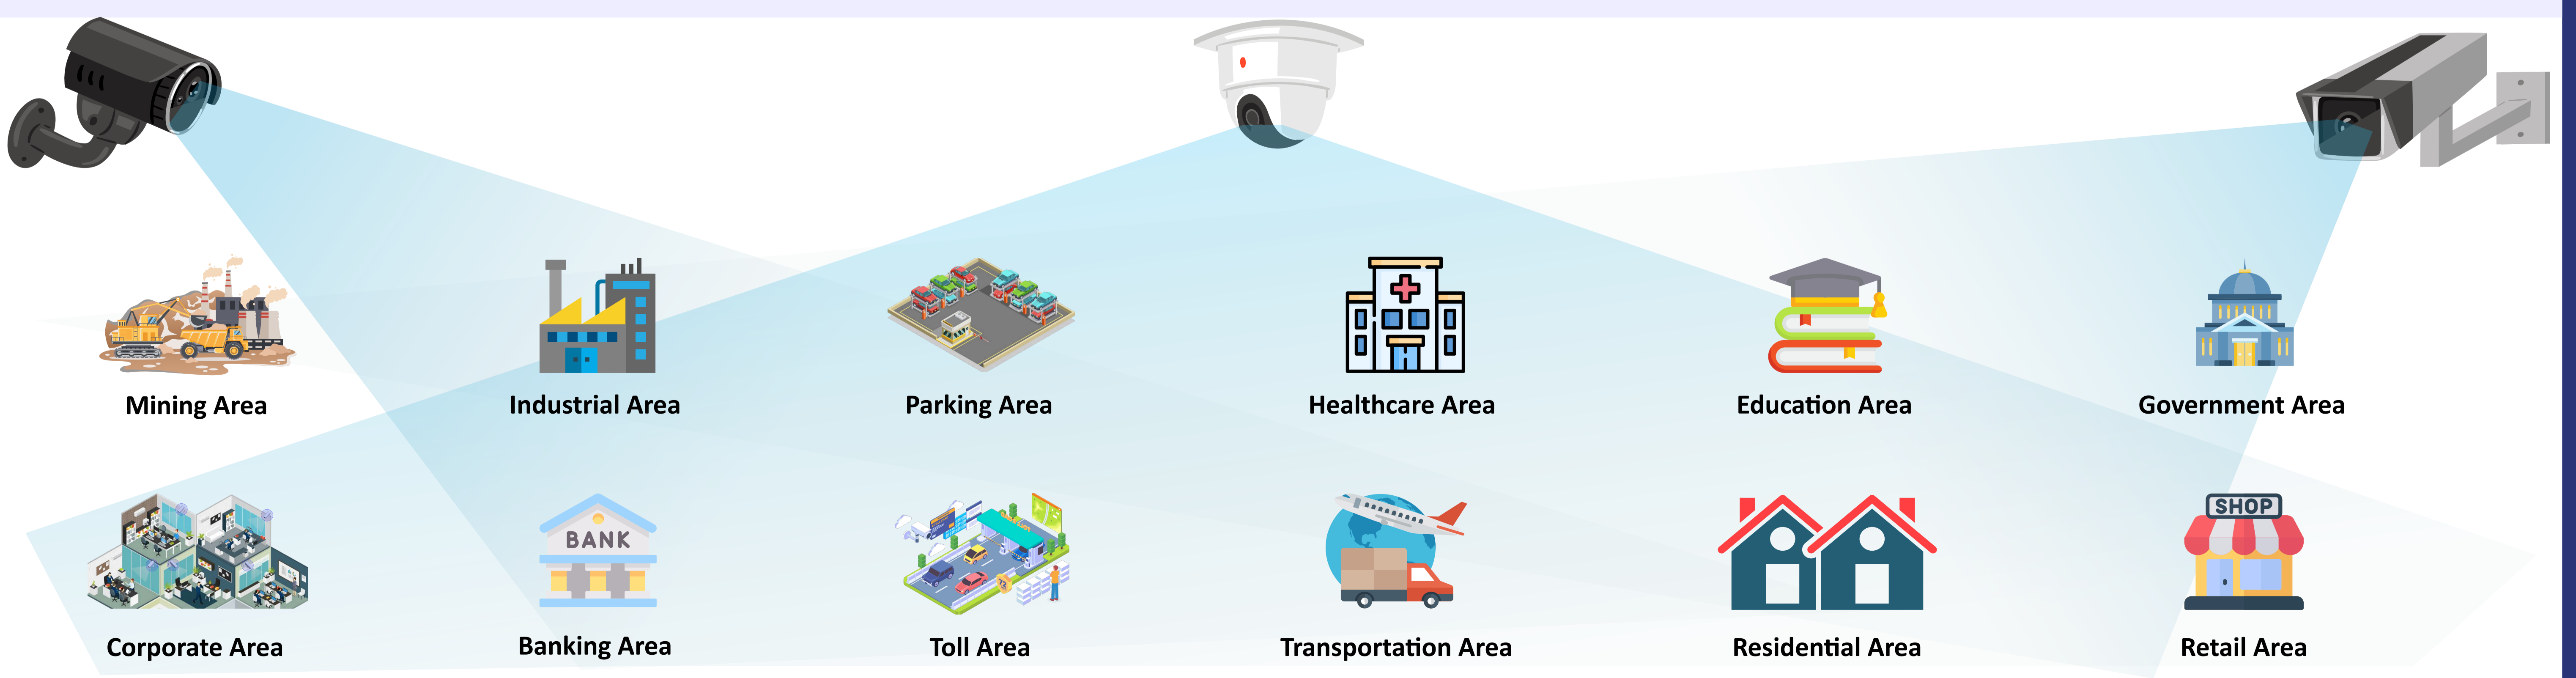 Mining Area
Industrial Area
Parking Area
Healthcare Area
Education Area
Government Area
BANK
SHOP
Corporate Area
Banking Area
Toll Area
Transportation Area
Residential Area
Retail Area